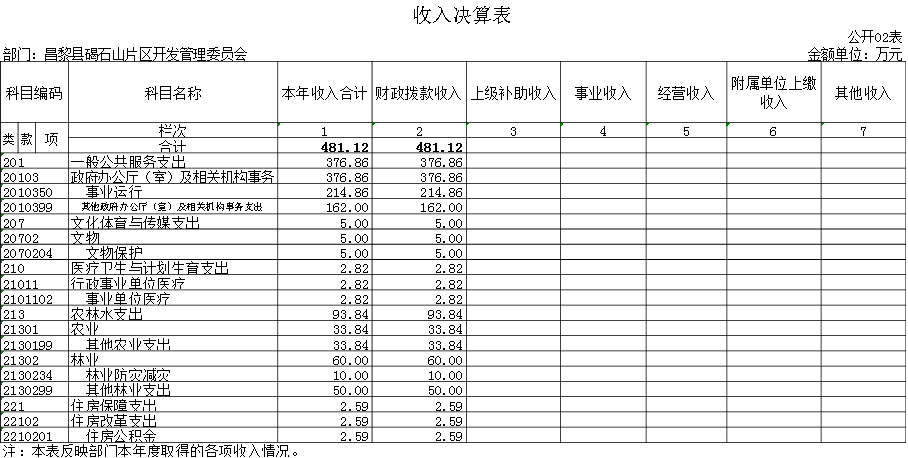 收入决算表
公开02表
部门：昌黎县碣石山片区开发管理委员会 金额单位：万元
科目编码 科目名称 本年收入合计 财政拨款收入 上级补助收入 事业收入 经营收入 附属单位上缴收入 其他收入
类 款 项 栏次 1 2 3 4 5 6 7
合计 481.12 481.12
201 一般公共服务支出 376.86 376.86
20103 政府办公厅（室）及相关机构事务 376.86 376.86
2010350 事业运行 214.86 214.86
2010399 其他政府办公厅（室）及相关机构事务支出 162.00 162.00
207 文化体育与传媒支出 5.00 5.00
20702 文物 5.00 5.00
2070204 文物保护 5.00 5.00
210 医疗卫生与计划生育支出 2.82 2.82
21011 行政事业单位医疗 2.82 2.82
2101102 事业单位医疗 2.82 2.82
213 农林水支出 93.84 93.84
21301 农业 33.84 33.84
2130199 其他农业支出 33.84 33.84
21302 林业 60.00 60.00
2130234 林业防灾减灾 10.00 10.00
2130299 其他林业支出 50.00 50.00
221 住房保障支出 2.59 2.59
22102 住房改革支出 2.59 2.59
2210201 住房公积金 2.59 2.59
注：本表反映部门本年度取得的各项收入情况。